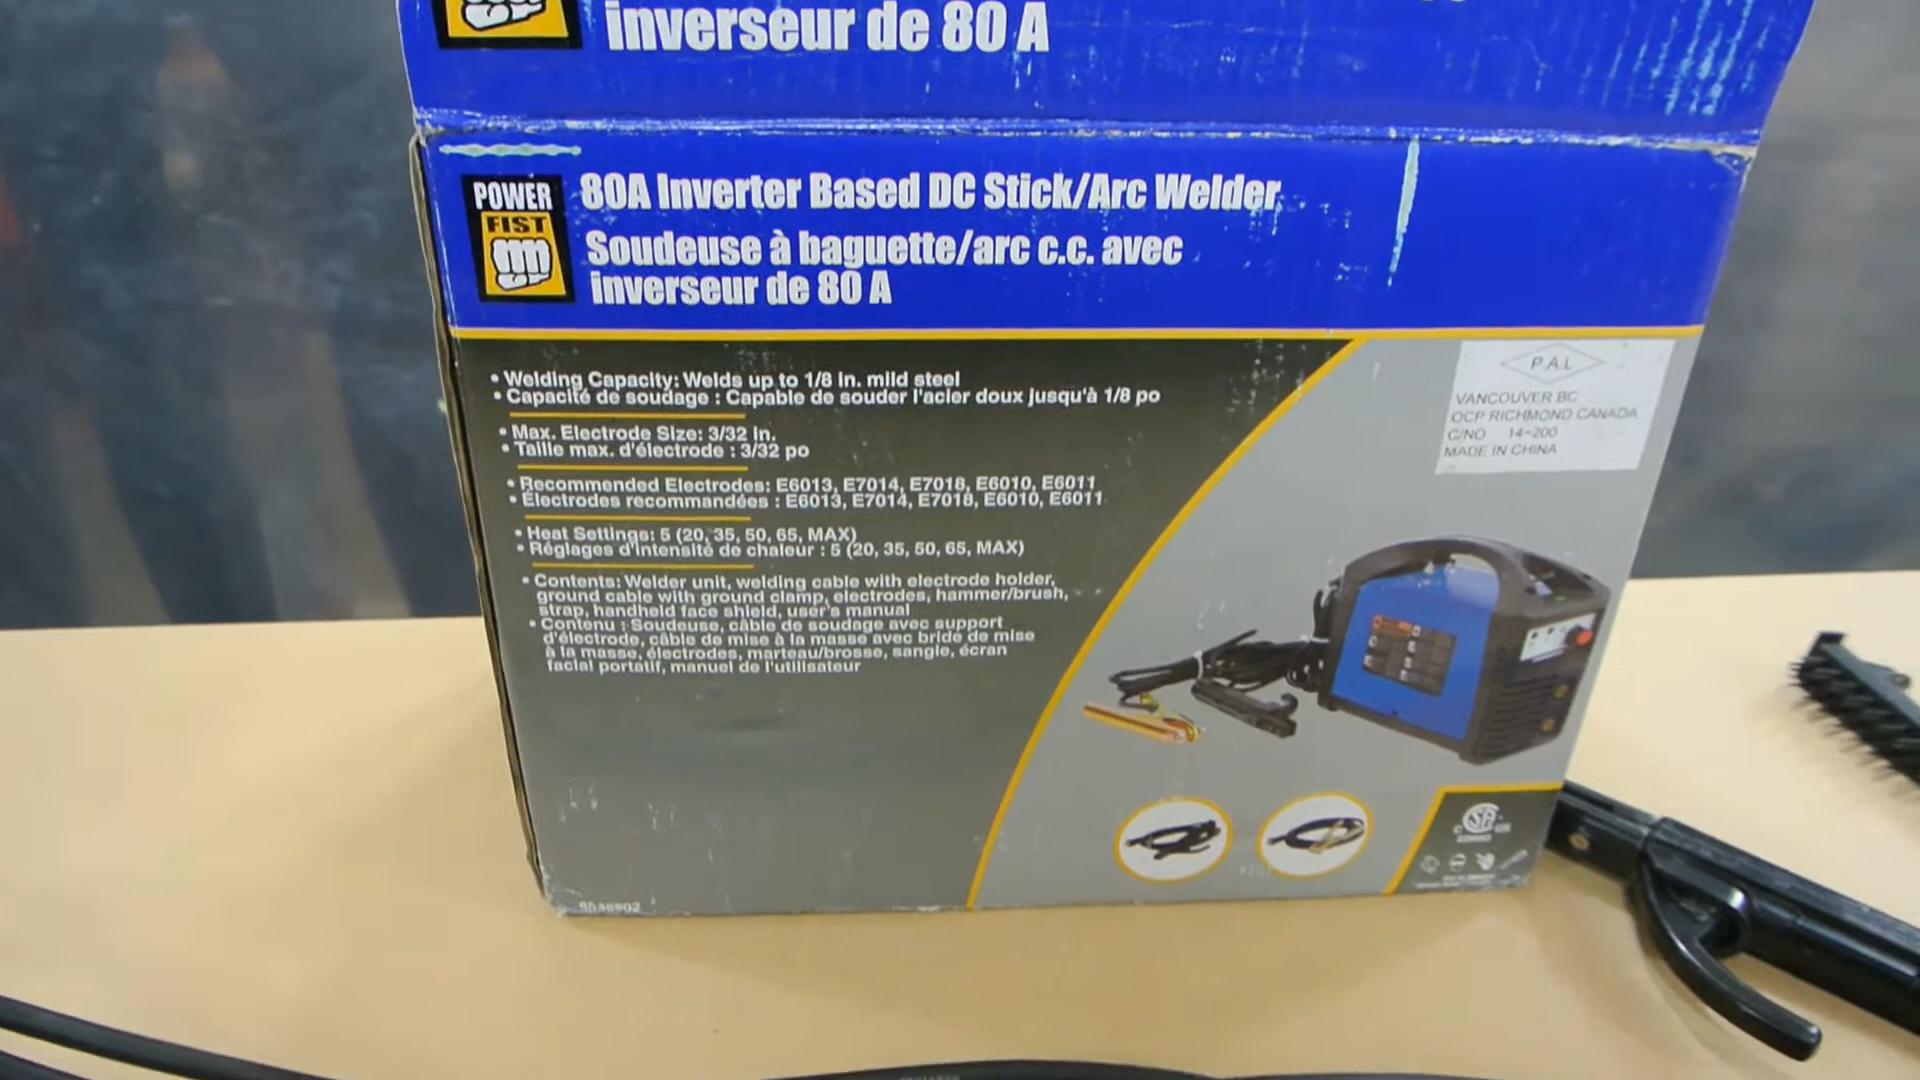 inverseur de 80 A
POWER
FIST
80A Inverter Based DC Stick/Arc Welder
Soudeuse à baguette/arc c.c. avec
inverseur de 80 A
• Welding Capacity: Welds up to 1/8 in. mild steel
• Capacité de soudage : Capable de souder l'acier doux jusqu'à 1/8 po
• Max. Electrode Size: 3/32 in.
• Taille max. d'électrode : 3/32 po
• Recommended Electrodes: E6013, E7014, E7018, E6010, E6011
• Électrodes recommandées : E6013, E7014, E7018, E6010, E6011
• Heat Settings: 5 (20, 35, 50, 65, MAX)
• Réglages d'intensité de chaleur : 5 (20, 35, 50, 65, MAX)
• Contents: Welder unit, welding cable with electrode holder,
ground cable with ground clamp, electrodes, hammer/brush,
strap, handheld face shield, user's manual
• Contenu : Soudeuse, câble de soudage avec support
d'électrode, câble de mise à la masse avec bride de mise
à la masse, électrodes, marteau/brosse, sangle, écran
facial portatif, manuel de l'utilisateur
P.A.L
VANCOUVER BC
OCP RICHMOND CANADA
C/NO 14-200
MADE IN CHINA